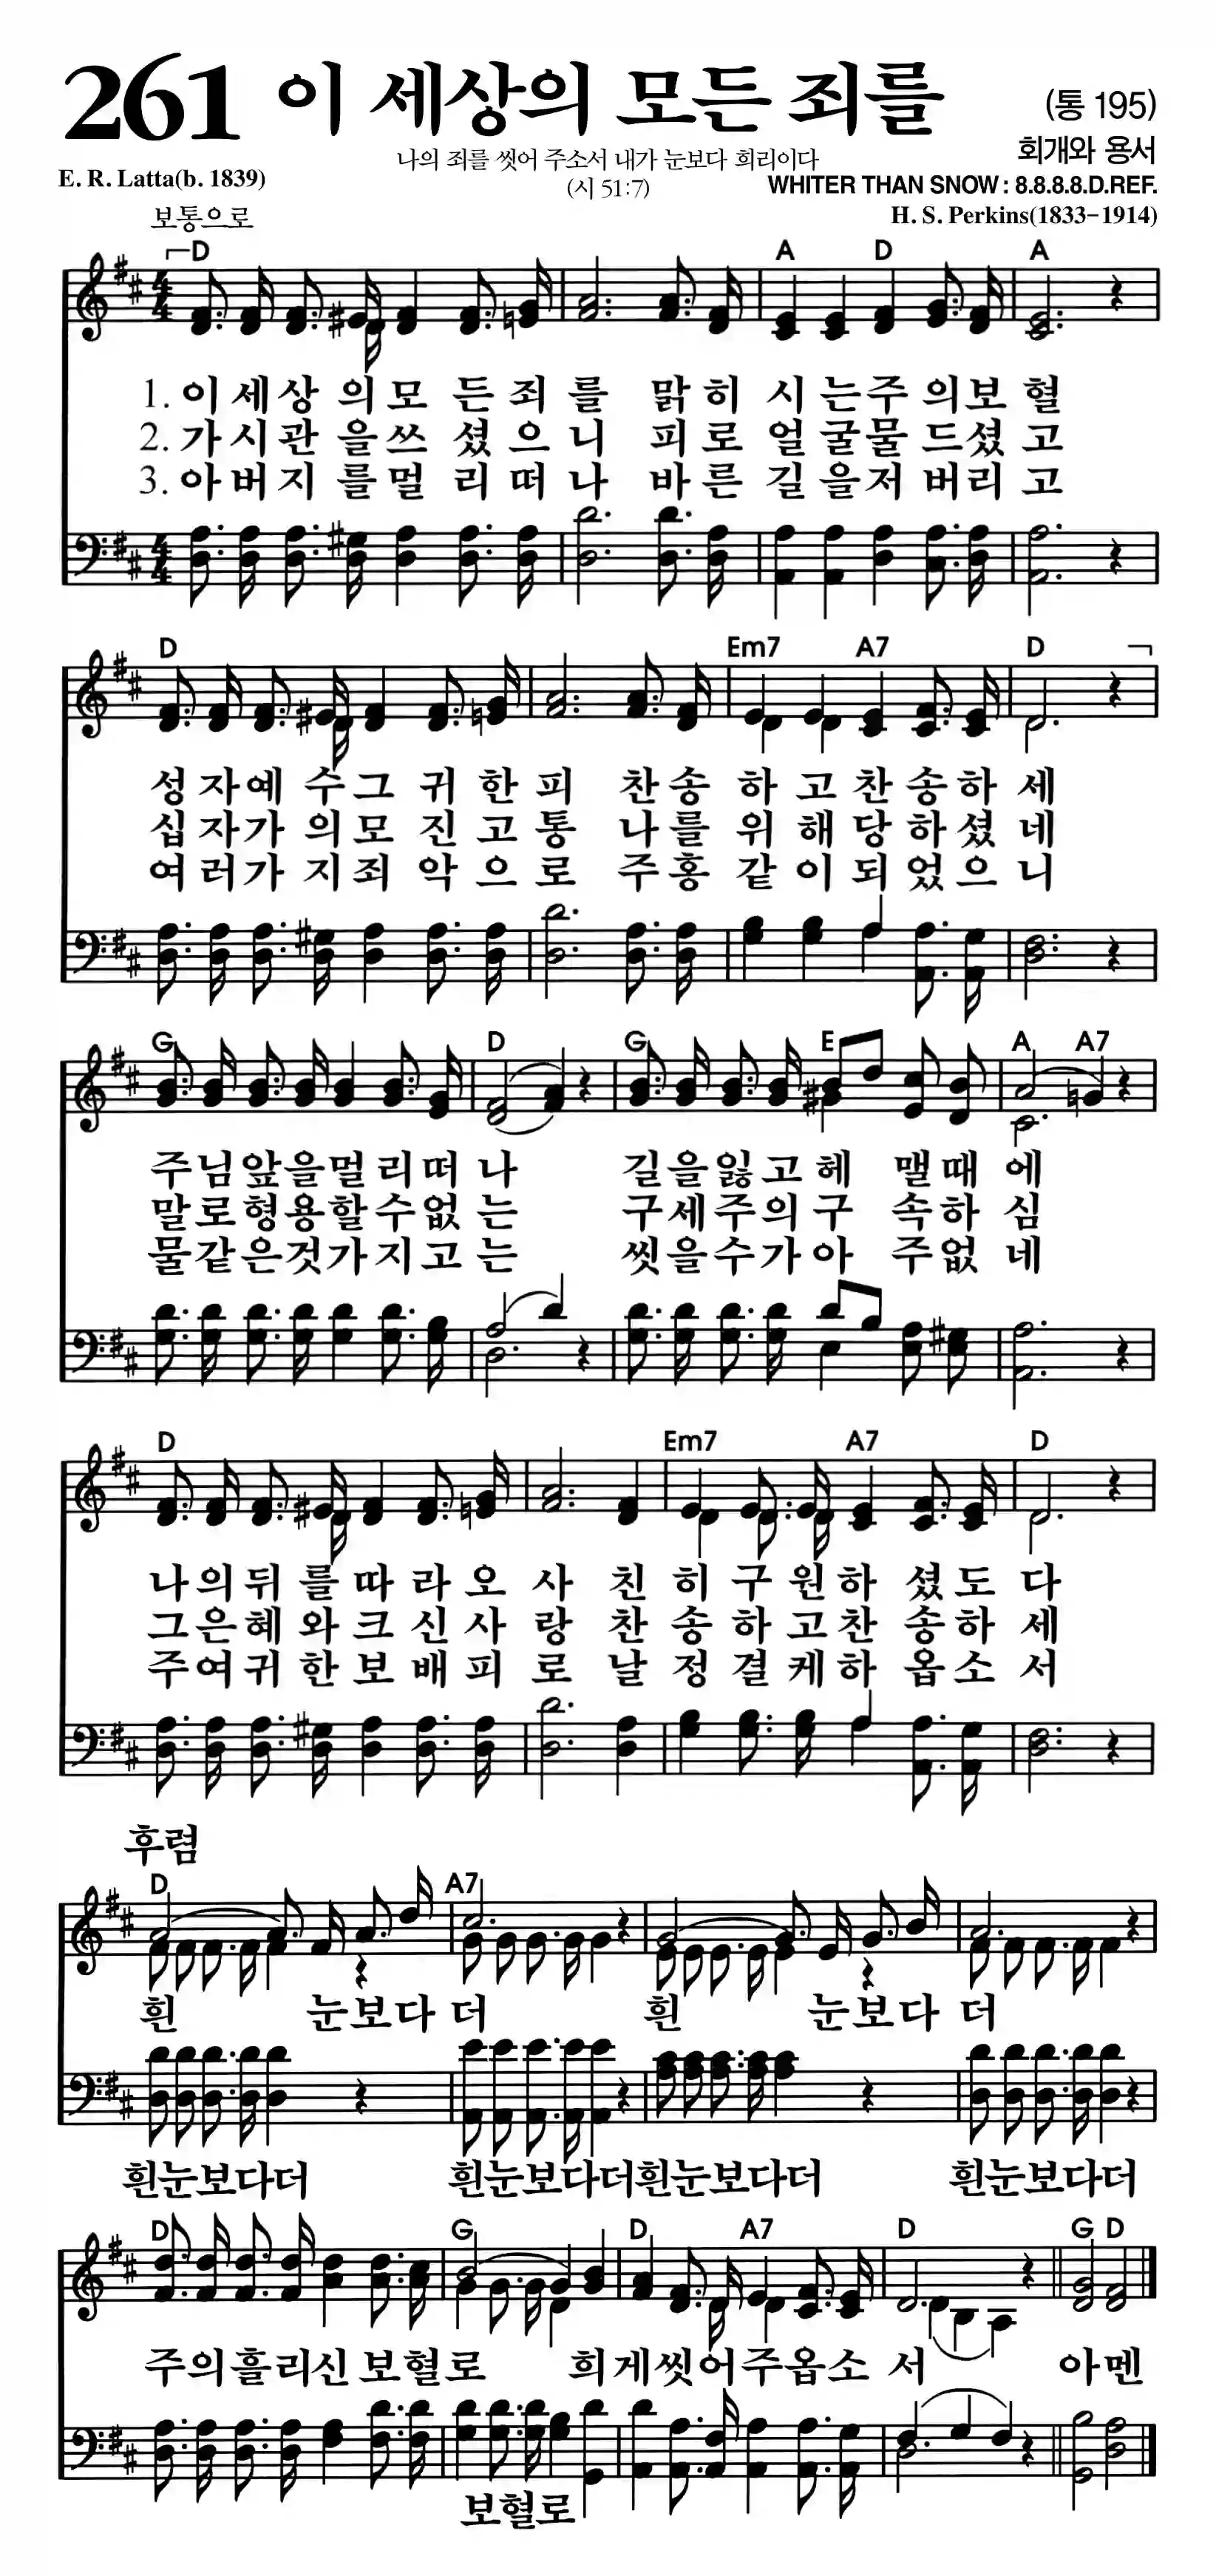 261 이 세상의 모든 죄를 (통 195)
나의 죄를 씻어 주소서 내가 눈보다 희리이다 회개와 용서
E. R. Latta(b. 1839) (시 51:7) WHITER THAN SNOW : 8.8.8.8.D.REF.
보통으로 H. S. Perkins(1833-1914)
D A D A
1. 이 세 상 의 모 든 죄 를 맑 히 시 는 주 의 보 혈
2. 가 시 관 을 쓰 셨 으 니 피 로 얼 굴 물 드 셨 고
3. 아 버 지 를 멀 리 떠 나 바 른 길 을 저 버 리 고
D Em7 A7 D
성 자 예 수 그 귀 한 피 찬 송 하 고 찬 송 하 세
십 자 가 의 모 진 고 통 나 를 위 해 당 하 셨 네
여 러 가 지 죄 악 으 로 주 홍 같 이 되 었 으 니
G D G E A A7
주 님 앞 을 멀 리 떠 나 길 을 잃 고 헤 맬 때 에
말 로 형 용 할 수 없 는 구 세 주 의 구 속 하 심
물 같 은 것 가 지 고 는 씻 을 수 가 아 주 없 네
D Em7 A7 D
나 의 뒤 를 따 라 오 사 친 히 구 원 하 셨 도 다
그 은 혜 와 크 신 사 랑 찬 송 하 고 찬 송 하 세
주 여 귀 한 보 배 피 로 날 정 결 케 하 옵 소 서
후렴
D A7
흰 눈 보 다 더 흰 눈 보 다 더
흰눈보다더 흰눈보다더 흰눈보다더 흰눈보다더
D G D A7 D G D
주 의 흘 리 신 보 혈 로 희 게 씻 어 주 옵 소 서 아 멘
보혈로